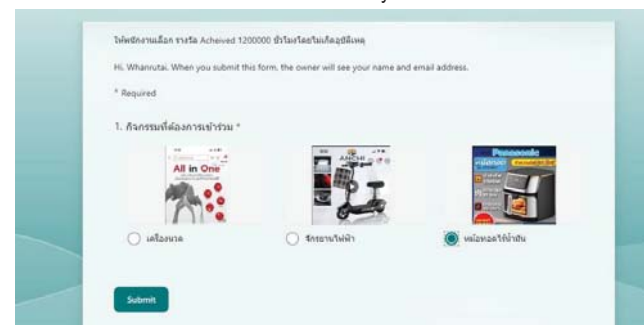 ให้พนักงานเลือก รางวัล Acheived 1200000 ชั่วโมงโดยไม่เกิดอุบัติเหตุ
Hi, Whanrutai. When you submit this form, the owner will see your name and email address.
* Required
1. กิจกรรมที่ต้องการเข้าร่วม *
All in One
ANCHI
Panasonic
เครื่องนวด
จักรยานไฟฟ้า
หม้อทอดไร้น้ำมัน
Submit